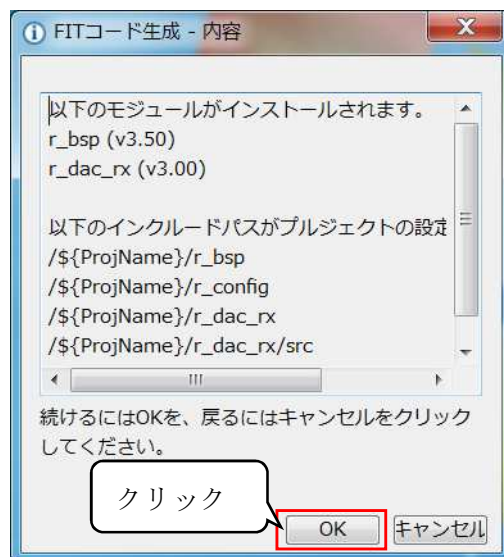 FITコード生成 - 内容
以下のモジュールがインストールされます。
r_bsp (v3.50)
r_dac_rx (v3.00)
以下のインクルードパスがプルジェクトの設定
/${ProjName}/r_bsp
/${ProjName}/r_config
/${ProjName}/r_dac_rx
/${ProjName}/r_dac_rx/src
続けるにはOKを、戻るにはキャンセルをクリック
してください。
クリック
OK キャンセル